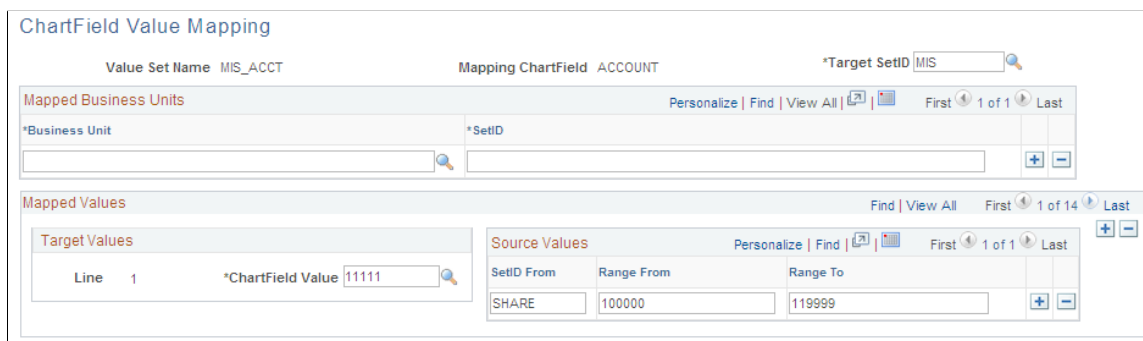 ChartField Value Mapping
Value Set Name MIS_ACCT Mapping ChartField ACCOUNT *Target SetID MIS
Mapped Business Units Personalize | Find | View All | | First 1 of 1 Last
*Business Unit *SetID
Mapped Values Find | View All First 1 of 14 Last
Target Values
Line 1 *ChartField Value 11111
Source Values Personalize | Find | | First 1 of 1 Last
SetID From Range From Range To
SHARE 100000 119999